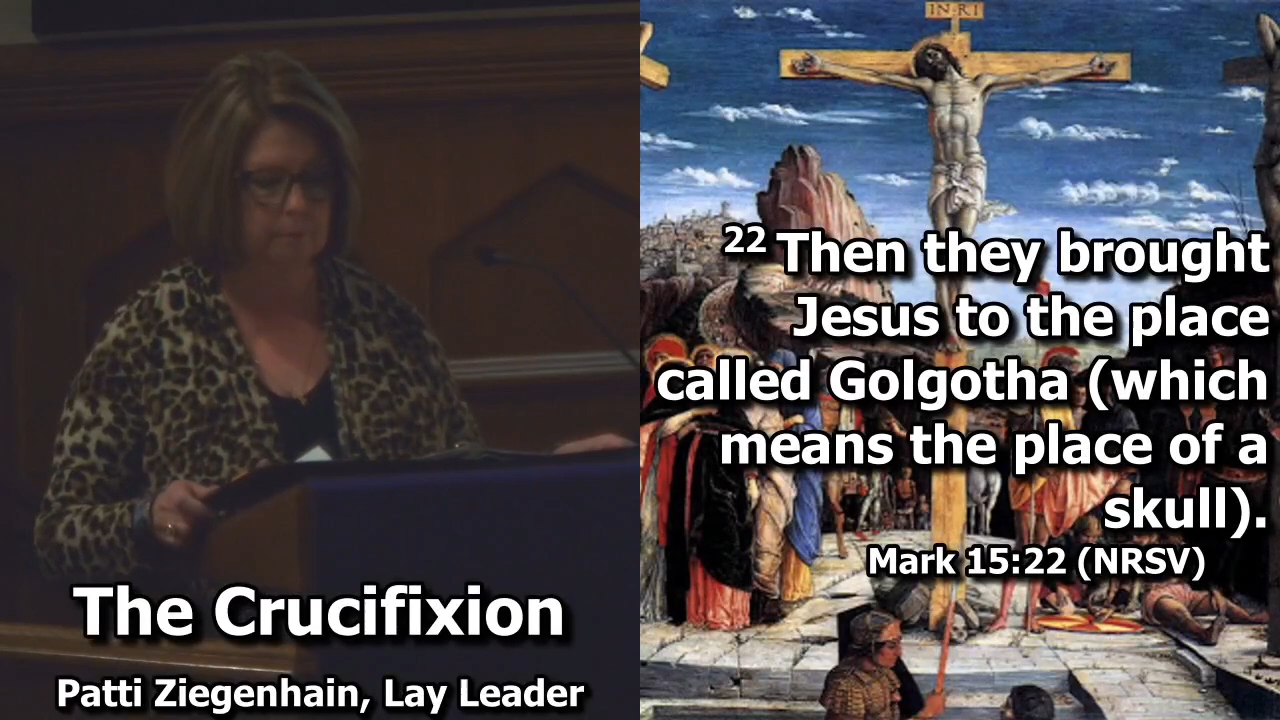 The Crucifixion
Patti Ziegenhain, Lay Leader
INRI
22 Then they brought
Jesus to the place
called Golgotha (which
means the place of a
skull).
Mark 15:22 (NRSV)